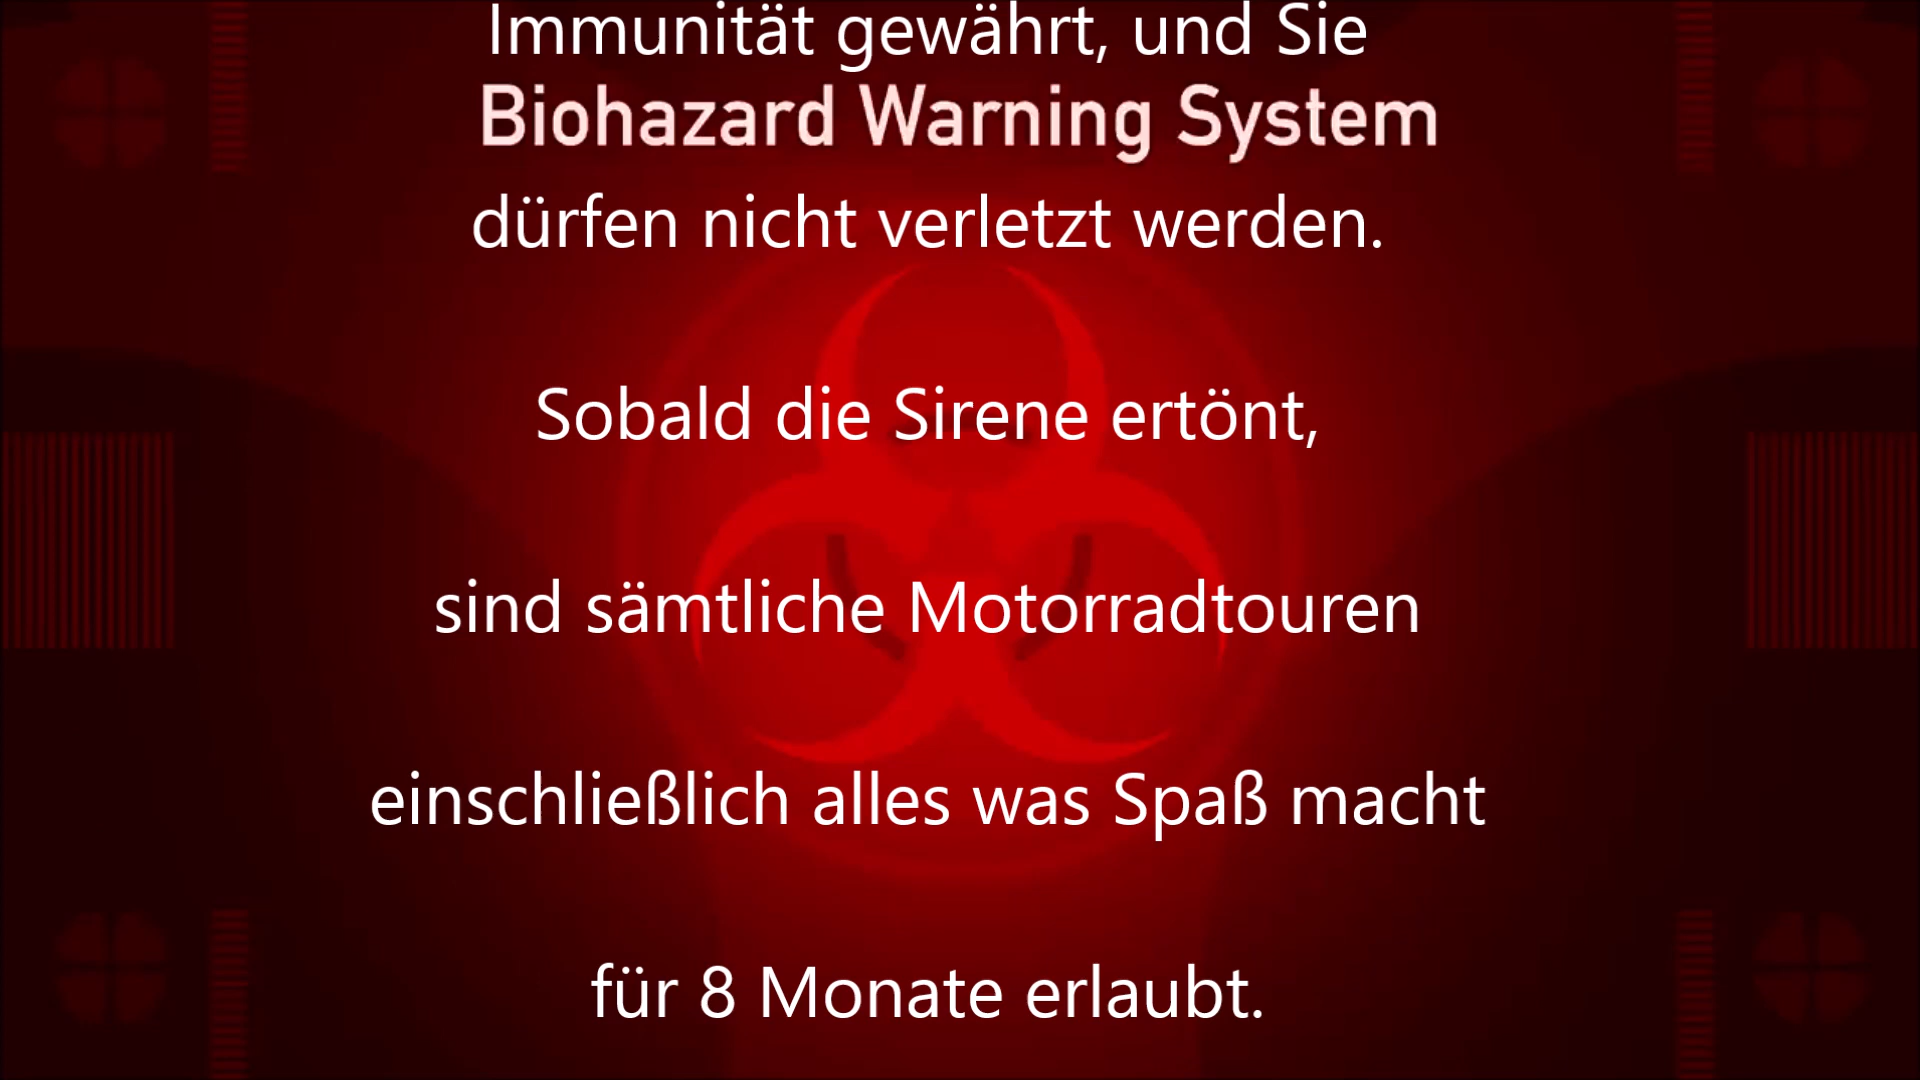 Immunität gewährt, und Sie
Biohazard Warning System
dürfen nicht verletzt werden.
Sobald die Sirene ertönt,
sind sämtliche Motorradtouren
einschließlich alles was Spaß macht
für 8 Monate erlaubt.